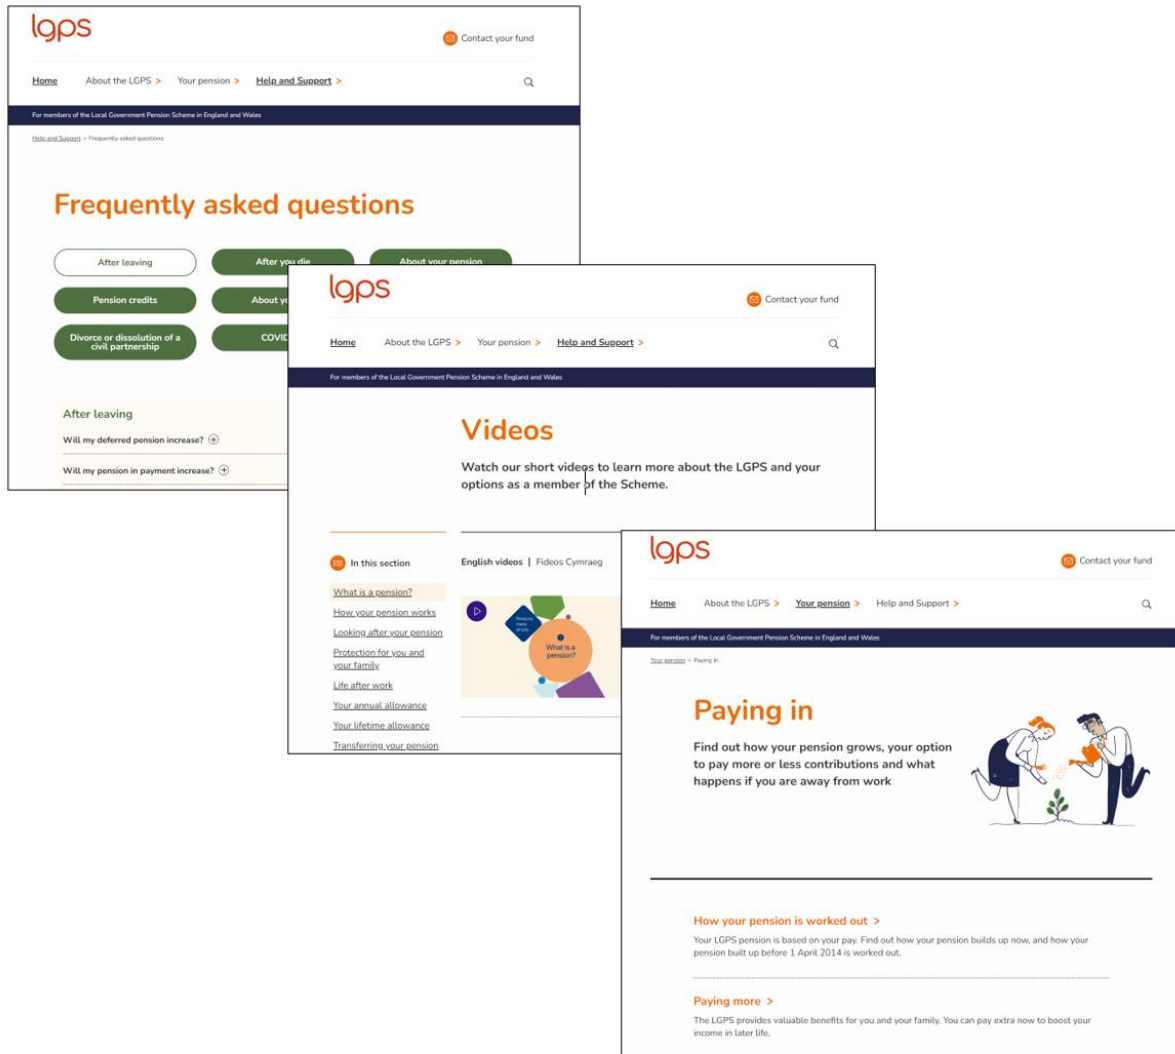 lgps
Contact your fund
Home About the LGPS > Your pension > Help and Support >
For members of the Local Government Pension Scheme in England and Wales
Help and Support > Frequently asked questions
Frequently asked questions
After leaving After you die About your pension
Pension credits About yo
Divorce or dissolution of a
civil partnership
COVID
After leaving
Will my deferred pension increase?
Will my pension in payment increase?
lgps
Contact your fund
Home About the LGPS > Your pension > Help and Support >
For members of the Local Government Pension Scheme in England and Wales
Videos
Watch our short videos to learn more about the LGPS and your
options as a member of the Scheme.
In this section
English videos | Fideos Cymraeg
What is a pension?
How your pension works
Looking after your pension
Protection for you and
your family
Life after work
Your annual allowance
Your lifetime allowance
Transferring your pension
Pensions
made
simple
What is a
pension?
lgps
Contact your fund
Home About the LGPS > Your pension > Help and Support >
For members of the Local Government Pension Scheme in England and Wales
Your pension > Paying in
Paying in
Find out how your pension grows, your option
to pay more or less contributions and what
happens if you are away from work
How your pension is worked out >
Your LGPS pension is based on your pay. Find out how your pension builds up now, and how your
pension built up before 1 April 2014 is worked out.
Paying more >
The LGPS provides valuable benefits for you and your family. You can pay extra now to boost your
income in later life.